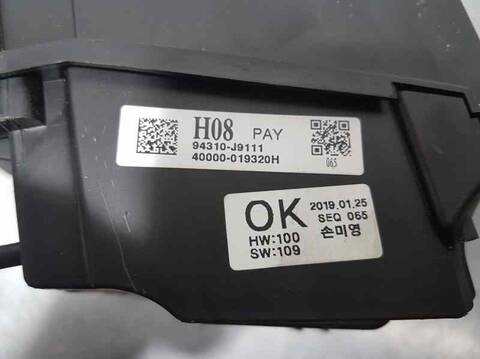 H08 PAY
94310-J9111
40000-019320H
065
OK 2019.01.25
SEQ 065
HW:100 손미영
SW:109